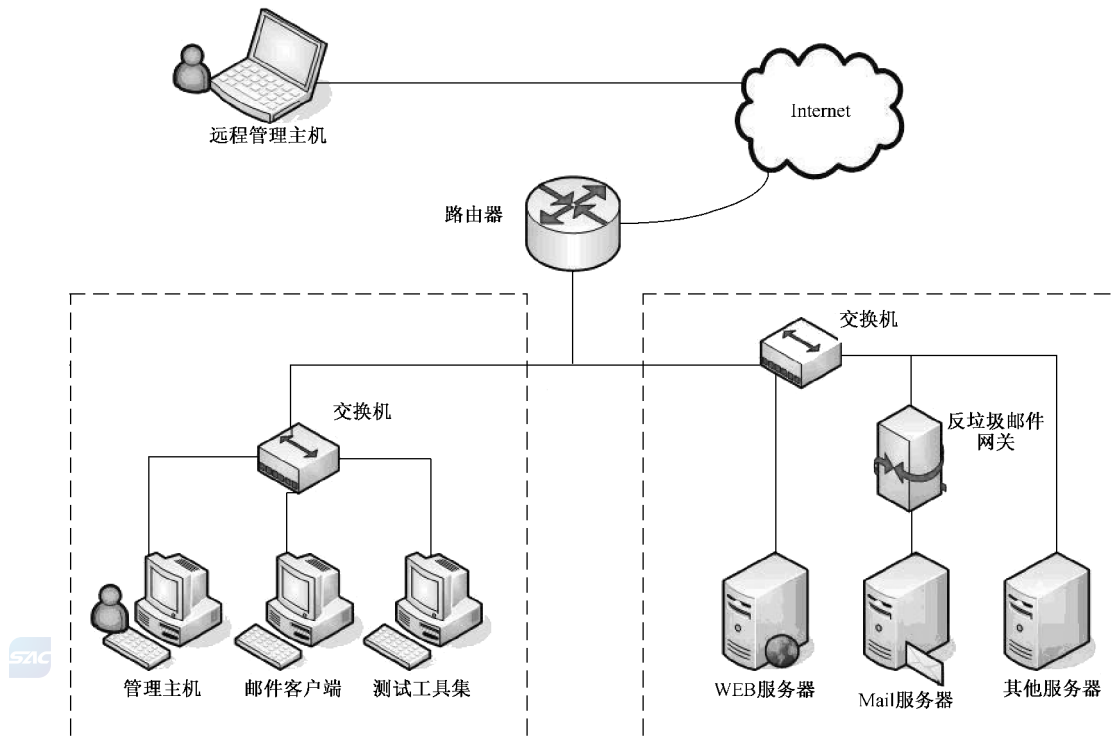 远程管理主机
Internet
路由器
交换机
交换机
反垃圾邮件
网关
管理主机
邮件客户端
测试工具集
WEB服务器
Mail服务器
其他服务器
SAC